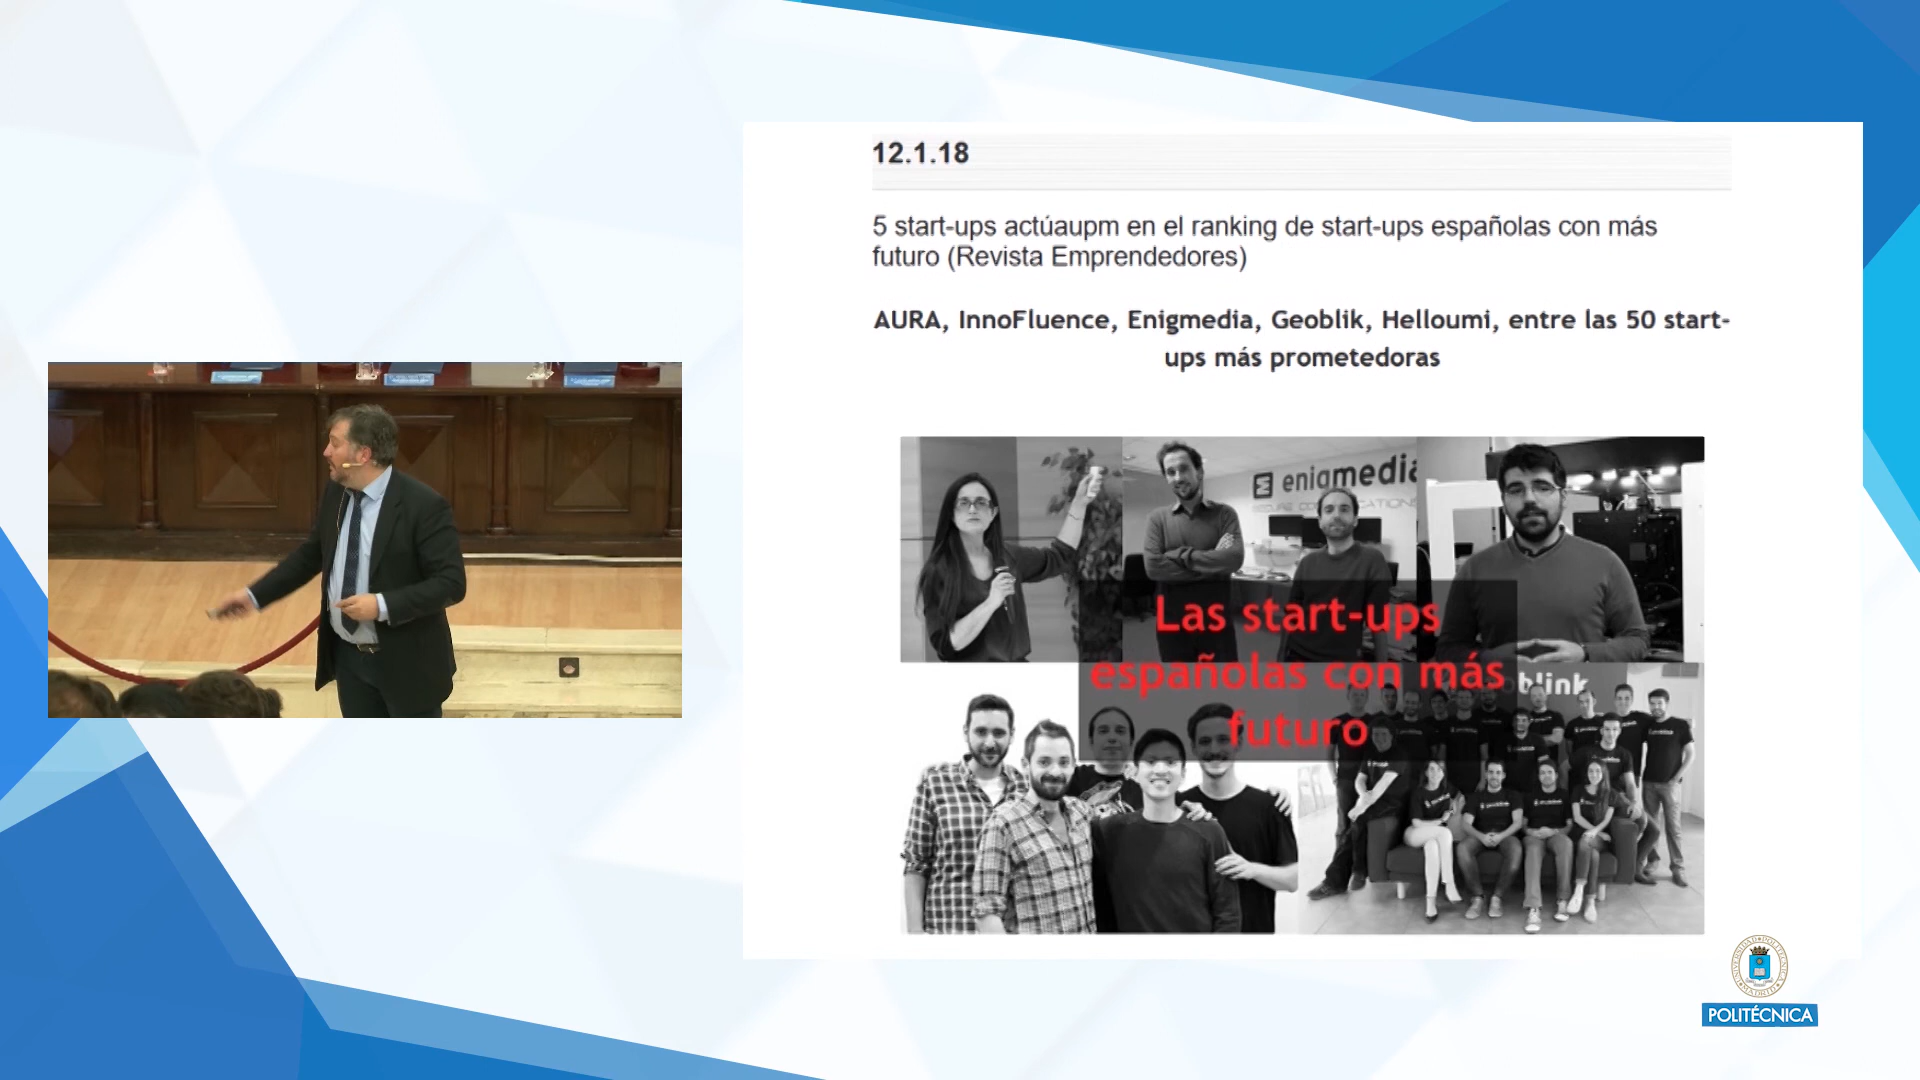 12.1.18
5 start-ups actúaupm en el ranking de start-ups españolas con más
futuro (Revista Emprendedores)
AURA, InnoFluence, Enigmedia, Geoblik, Helloumi, entre las 50 start-
ups más prometedoras
enigmedia
Las start-ups
españolas con más
futuro
blink
POLITÉCNICA